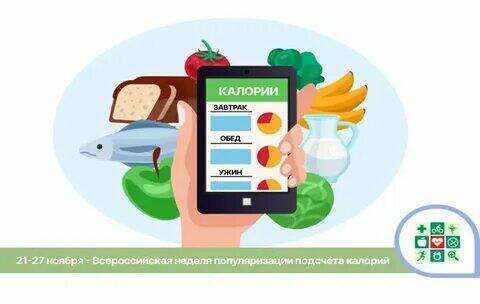 КАЛОРИИ
ЗАВТРАК
ОБЕД
УЖИН
21-27 ноября - Всероссийская неделя популяризации подсчёта калорий